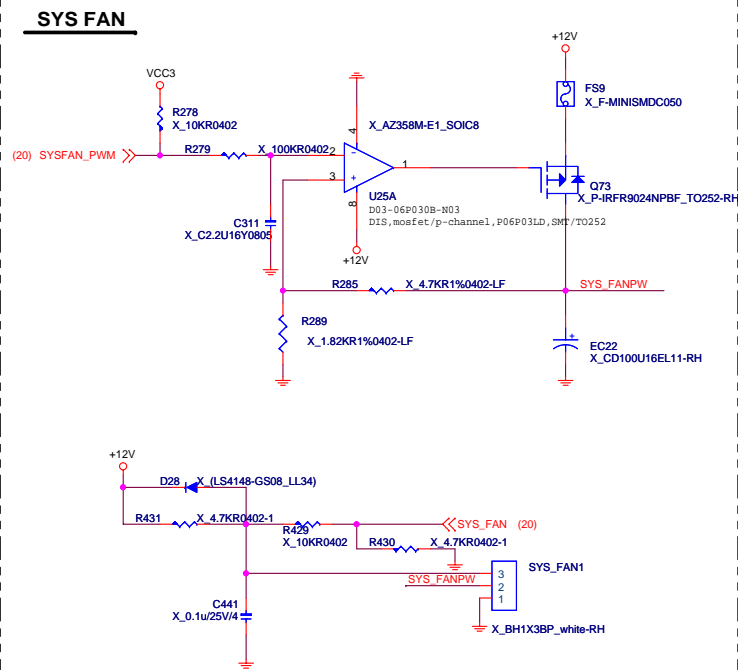 SYS FAN
+12V
VCC3
FS9
X_F-MINISMDC050
R278
X_10KR0402
(20) SYSFAN_PWM
R279
X_100KR0402
X_AZ358M-E1_SOIC8
4
2
-
1
3
+
8
U25A
D03-06P030B-N03
DIS,mosfet/p-channel,P06P03LD,SMT/TO252
Q73
X_P-IRFR9024NPBF_TO252-RH
C311
X_C2.2U16Y0805
+12V
R285
X_4.7KR1%0402-LF
SYS_FANPW
R289
X_1.82KR1%0402-LF
+
EC22
X_CD100U16EL11-RH
+12V
D28
X_(LS4148-GS08_LL34)
R431
X_4.7KR0402-1
R429
X_10KR0402
SYS_FAN (20)
R430
X_4.7KR0402-1
SYS_FAN1
SYS_FANPW
3
2
1
C441
X_0.1u/25V/4
X_BH1X3BP_white-RH